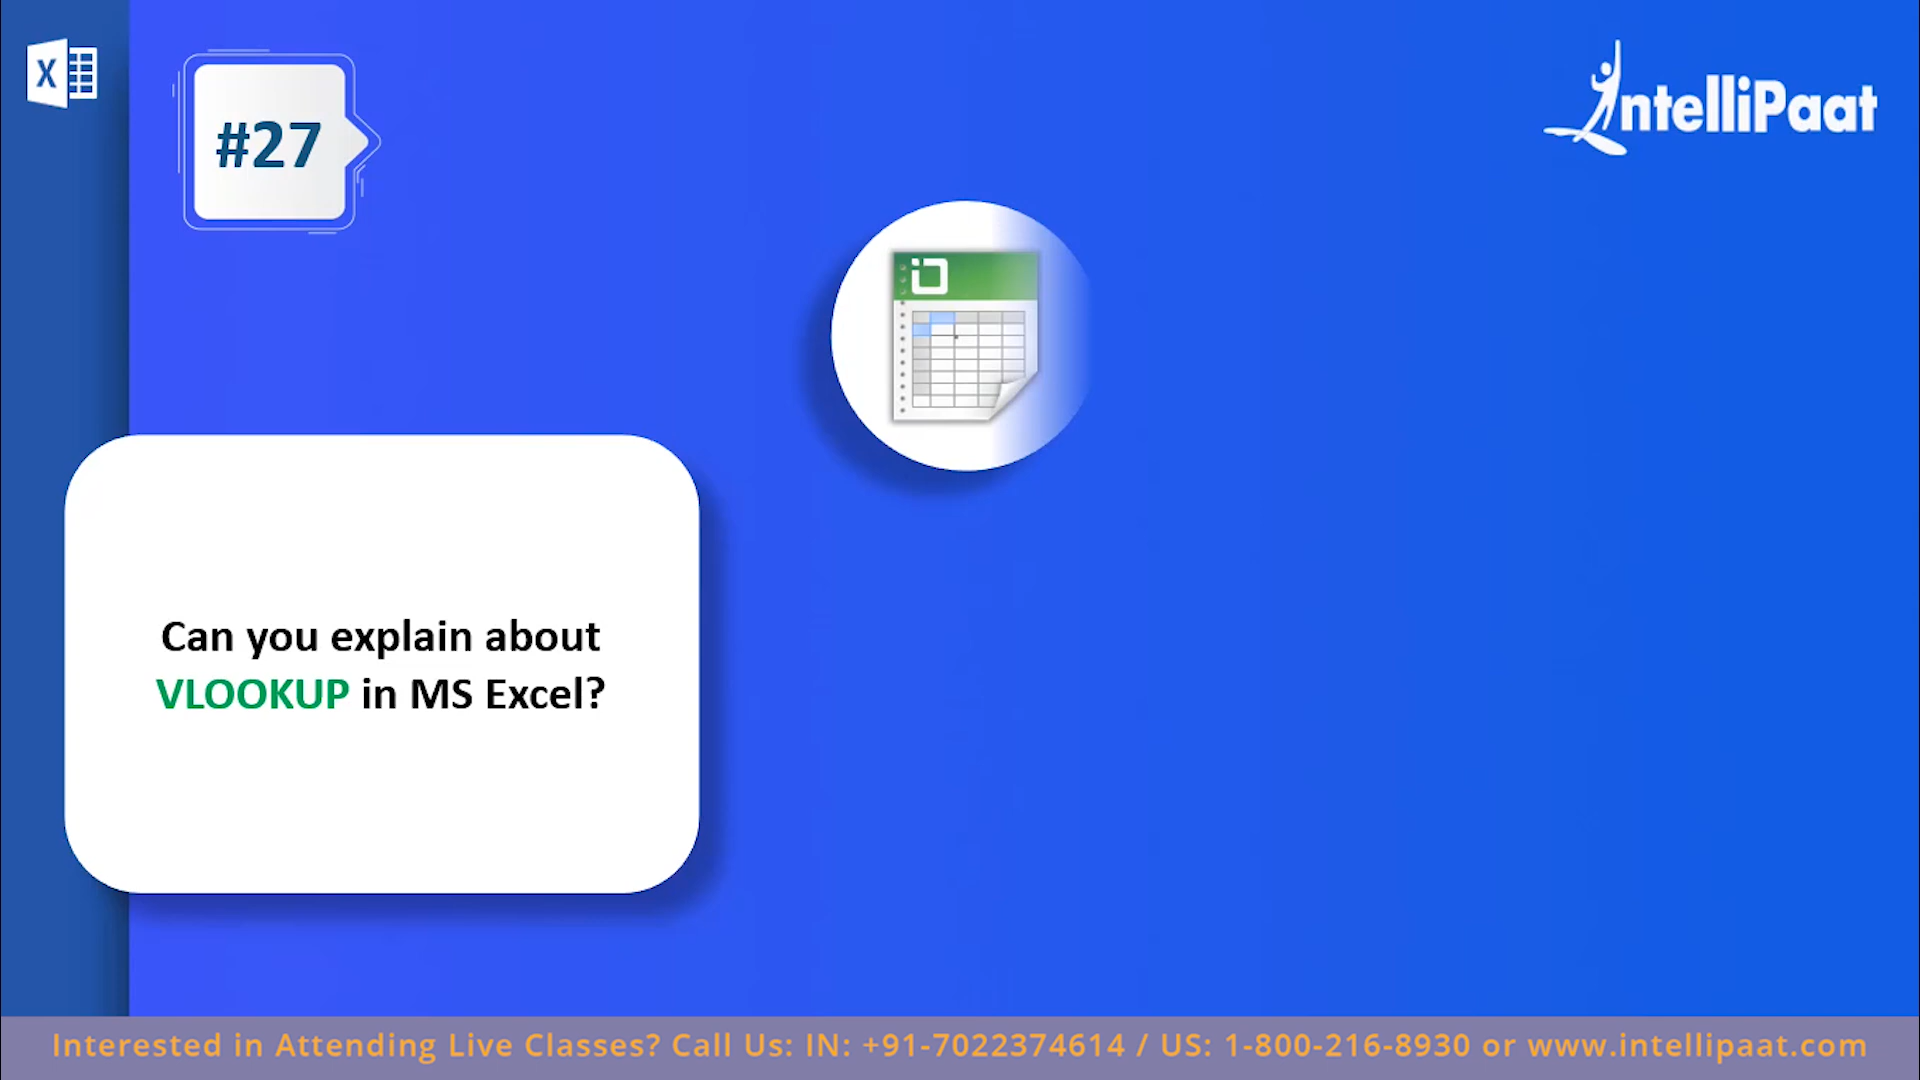 X
#27
IntelliPaat
Can you explain about
VLOOKUP in MS Excel?
Interested in Attending Live Classes? Call Us: IN: +91-7022374614 / US: 1-800-216-8930 or www.intellipaat.com